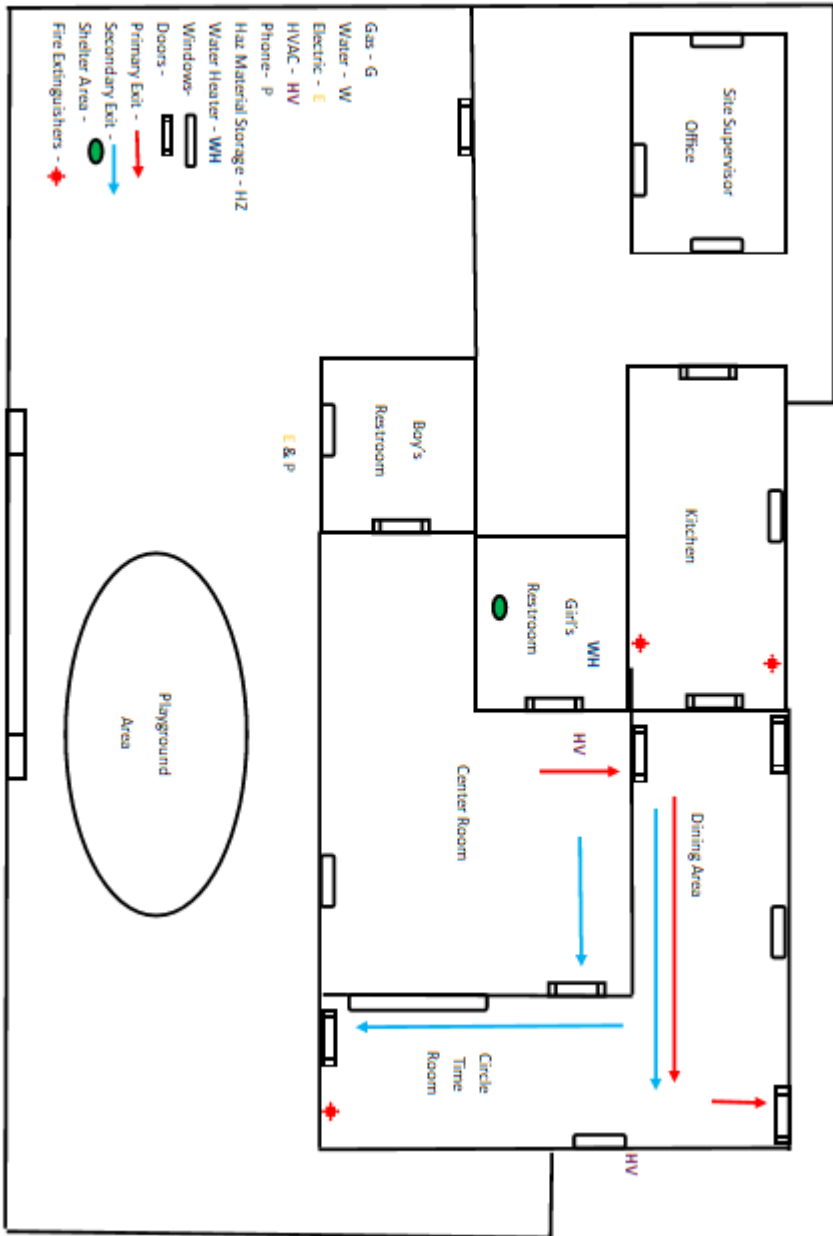 Gas - G
Water - W
Electric - E
HVAC - HV
Phone- P
Haz Material Storage - HZ
Water Heater - WH
Windows-
Doors -
Primary Exit -
Secondary Exit -
Shelter Area -
Fire Extinguishers -
Site Supervisor
Office
Kitchen
Boy's
Restroom
E & P
WH
Girl's
Restroom
HV
Dining Area
Center Room
Playground
Area
Circle
Time
Room
HV